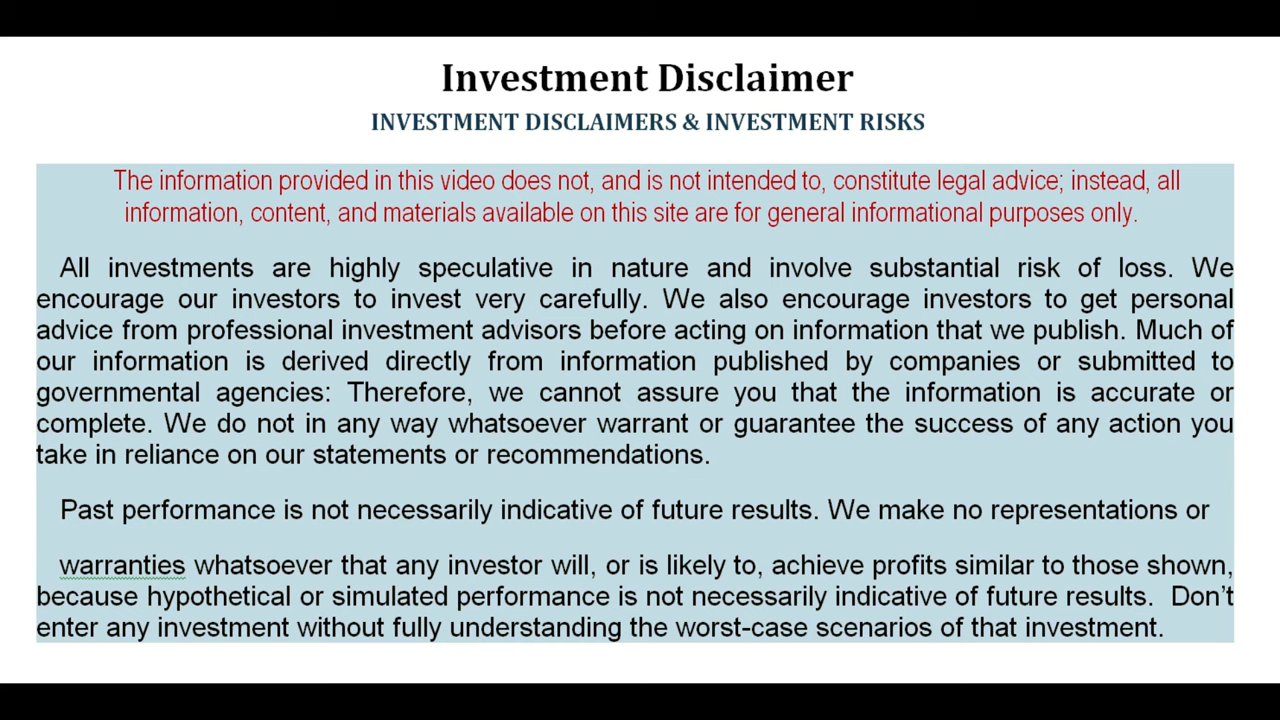 Investment Disclaimer
INVESTMENT DISCLAIMERS & INVESTMENT RISKS
The information provided in this video does not, and is not intended to, constitute legal advice; instead, all
information, content, and materials available on this site are for general informational purposes only.
All investments are highly speculative in nature and involve substantial risk of loss. We
encourage our investors to invest very carefully. We also encourage investors to get personal
advice from professional investment advisors before acting on information that we publish. Much of
our information is derived directly from information published by companies or submitted to
governmental agencies: Therefore, we cannot assure you that the information is accurate or
complete. We do not in any way whatsoever warrant or guarantee the success of any action you
take in reliance on our statements or recommendations.
Past performance is not necessarily indicative of future results. We make no representations or
warranties whatsoever that any investor will, or is likely to, achieve profits similar to those shown,
because hypothetical or simulated performance is not necessarily indicative of future results. Don’t
enter any investment without fully understanding the worst-case scenarios of that investment.